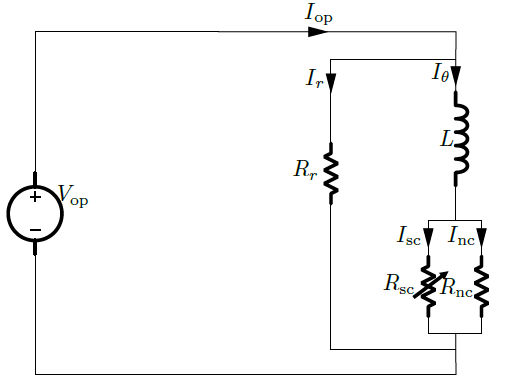 I_op
I_r
I_θ
L
R_r
+
V_op
−
I_sc
I_nc
R_sc
R_nc